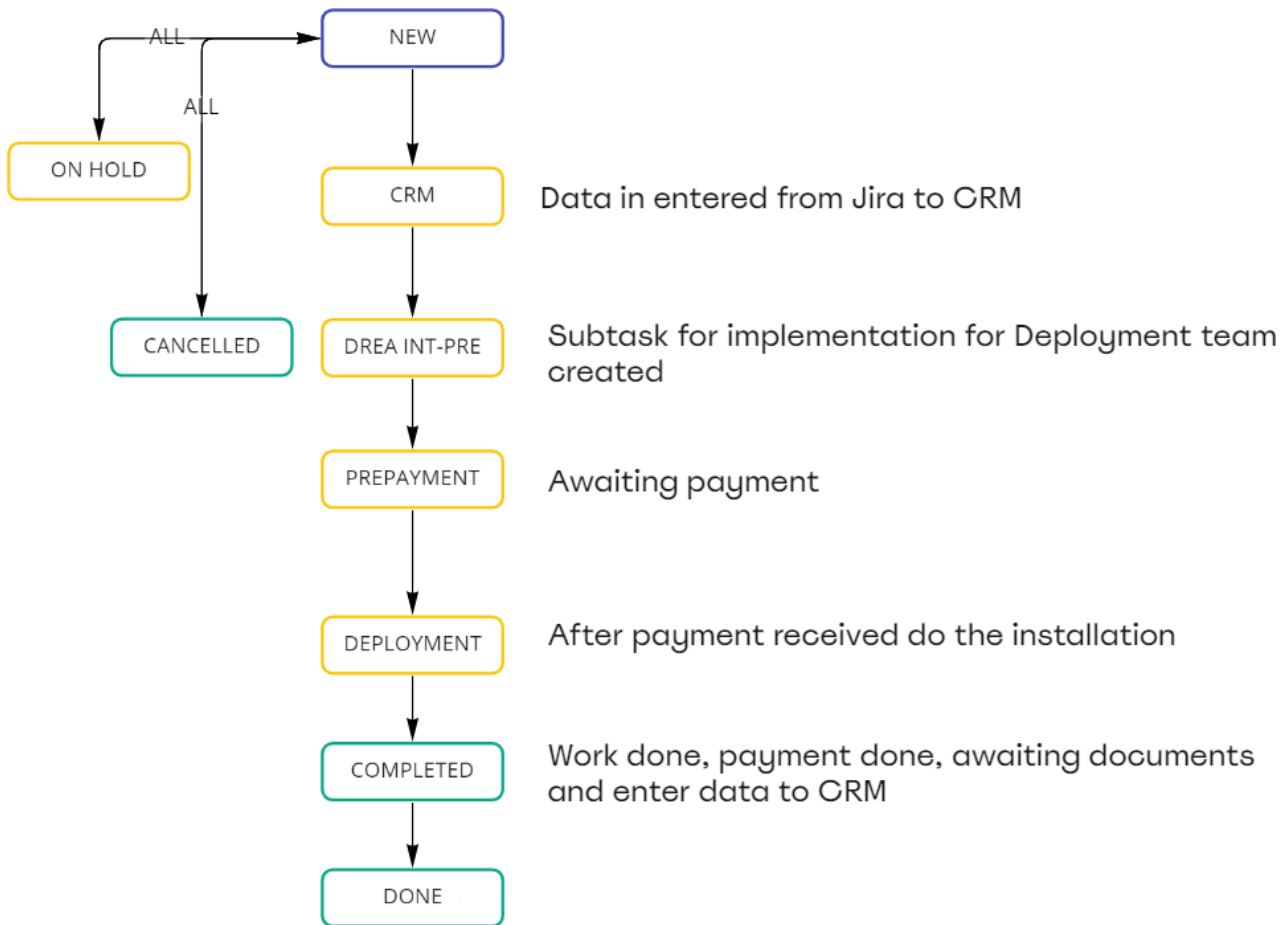 ALL
NEW
ALL
ON HOLD
CRM
Data in entered from Jira to CRM
CANCELLED
DREA INT-PRE
Subtask for implementation for Deployment team
created
PREPAYMENT
Awaiting payment
DEPLOYMENT
After payment received do the installation
COMPLETED
Work done, payment done, awaiting documents
and enter data to CRM
DONE